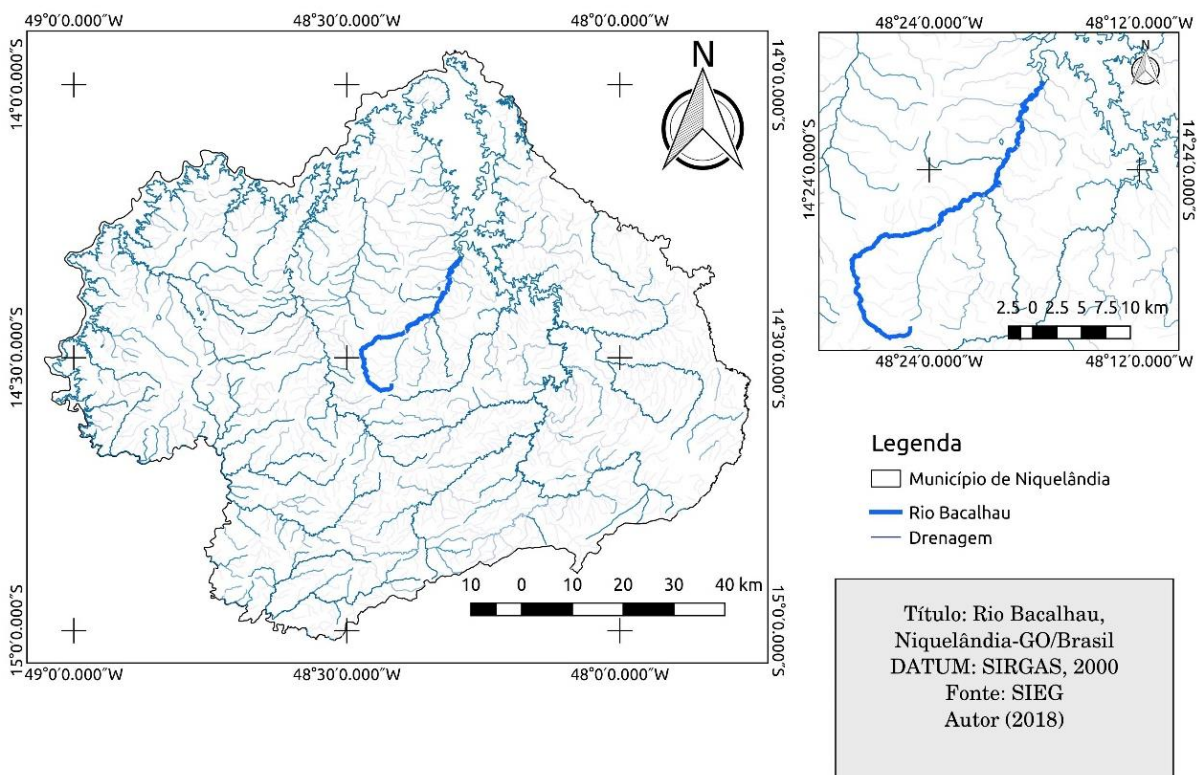 49°0′0.000″W
48°30′0.000″W
48°0′0.000″W
14°0′0.000″S
14°0′0.000″S
N
14°30′0.000″S
14°30′0.000″S
10 0 10 20 30 40 km
15°0′0.000″S
15°0′0.000″S
49°0′0.000″W
48°30′0.000″W
48°0′0.000″W
48°24′0.000″W
48°12′0.000″W
N
14°24′0.000″S
14°24′0.000″S
2.5 0 2.5 5 7.5 10 km
48°24′0.000″W
48°12′0.000″W
Legenda
Município de Niquelândia
Rio Bacalhau
Drenagem
Título: Rio Bacalhau,
Niquelândia-GO/Brasil
DATUM: SIRGAS, 2000
Fonte: SIEG
Autor (2018)